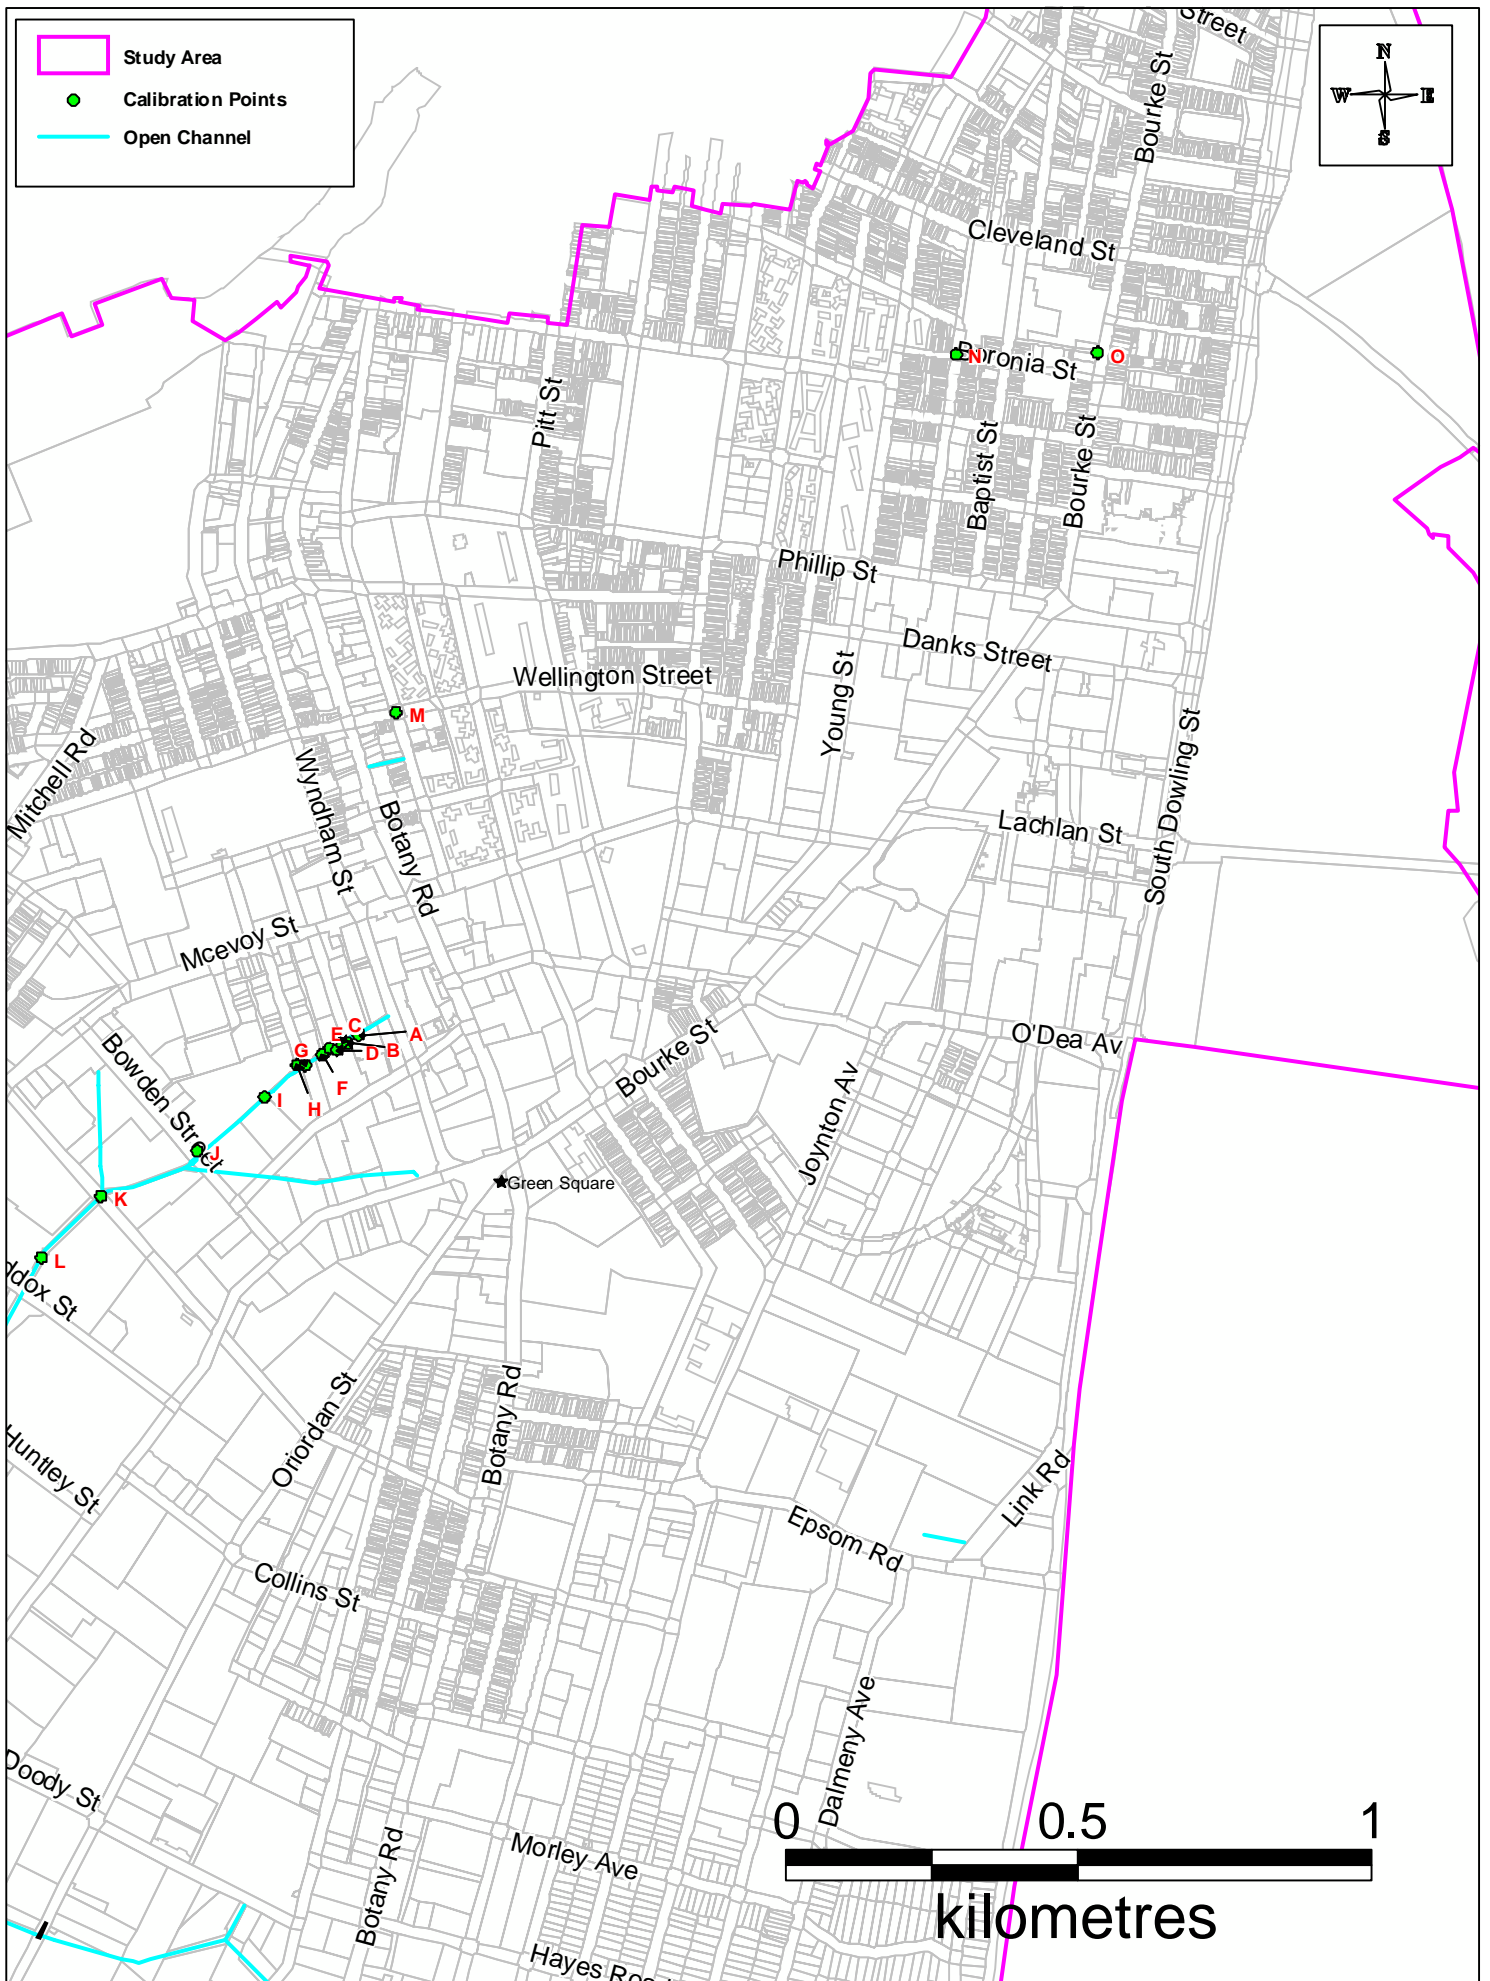 Street
Study Area
Calibration Points
Open Channel
N
W
E
S
Bourke St
Cleveland St
N
Boronia St
O
Pitt St
Baptist St
Bourke St
Phillip St
Danks Street
Wellington Street
Young St
M
Mitchell Rd
Wyndham St
Botany Rd
South Dowling St
Lachlan St
Mcevoy St
C
A
E
B
D
G
F
H
I
O'Dea Av
Bourke St
Bowden Street
Joynton Av
J
Green Square
K
L
ddox St
Oriordan St
Botany Rd
Huntley St
Link Rd
Epsom Rd
Collins St
Dalmeny Ave
Doody St
0
0.5
1
Morley Ave
Botany Rd
kilometres
Hayes Roa